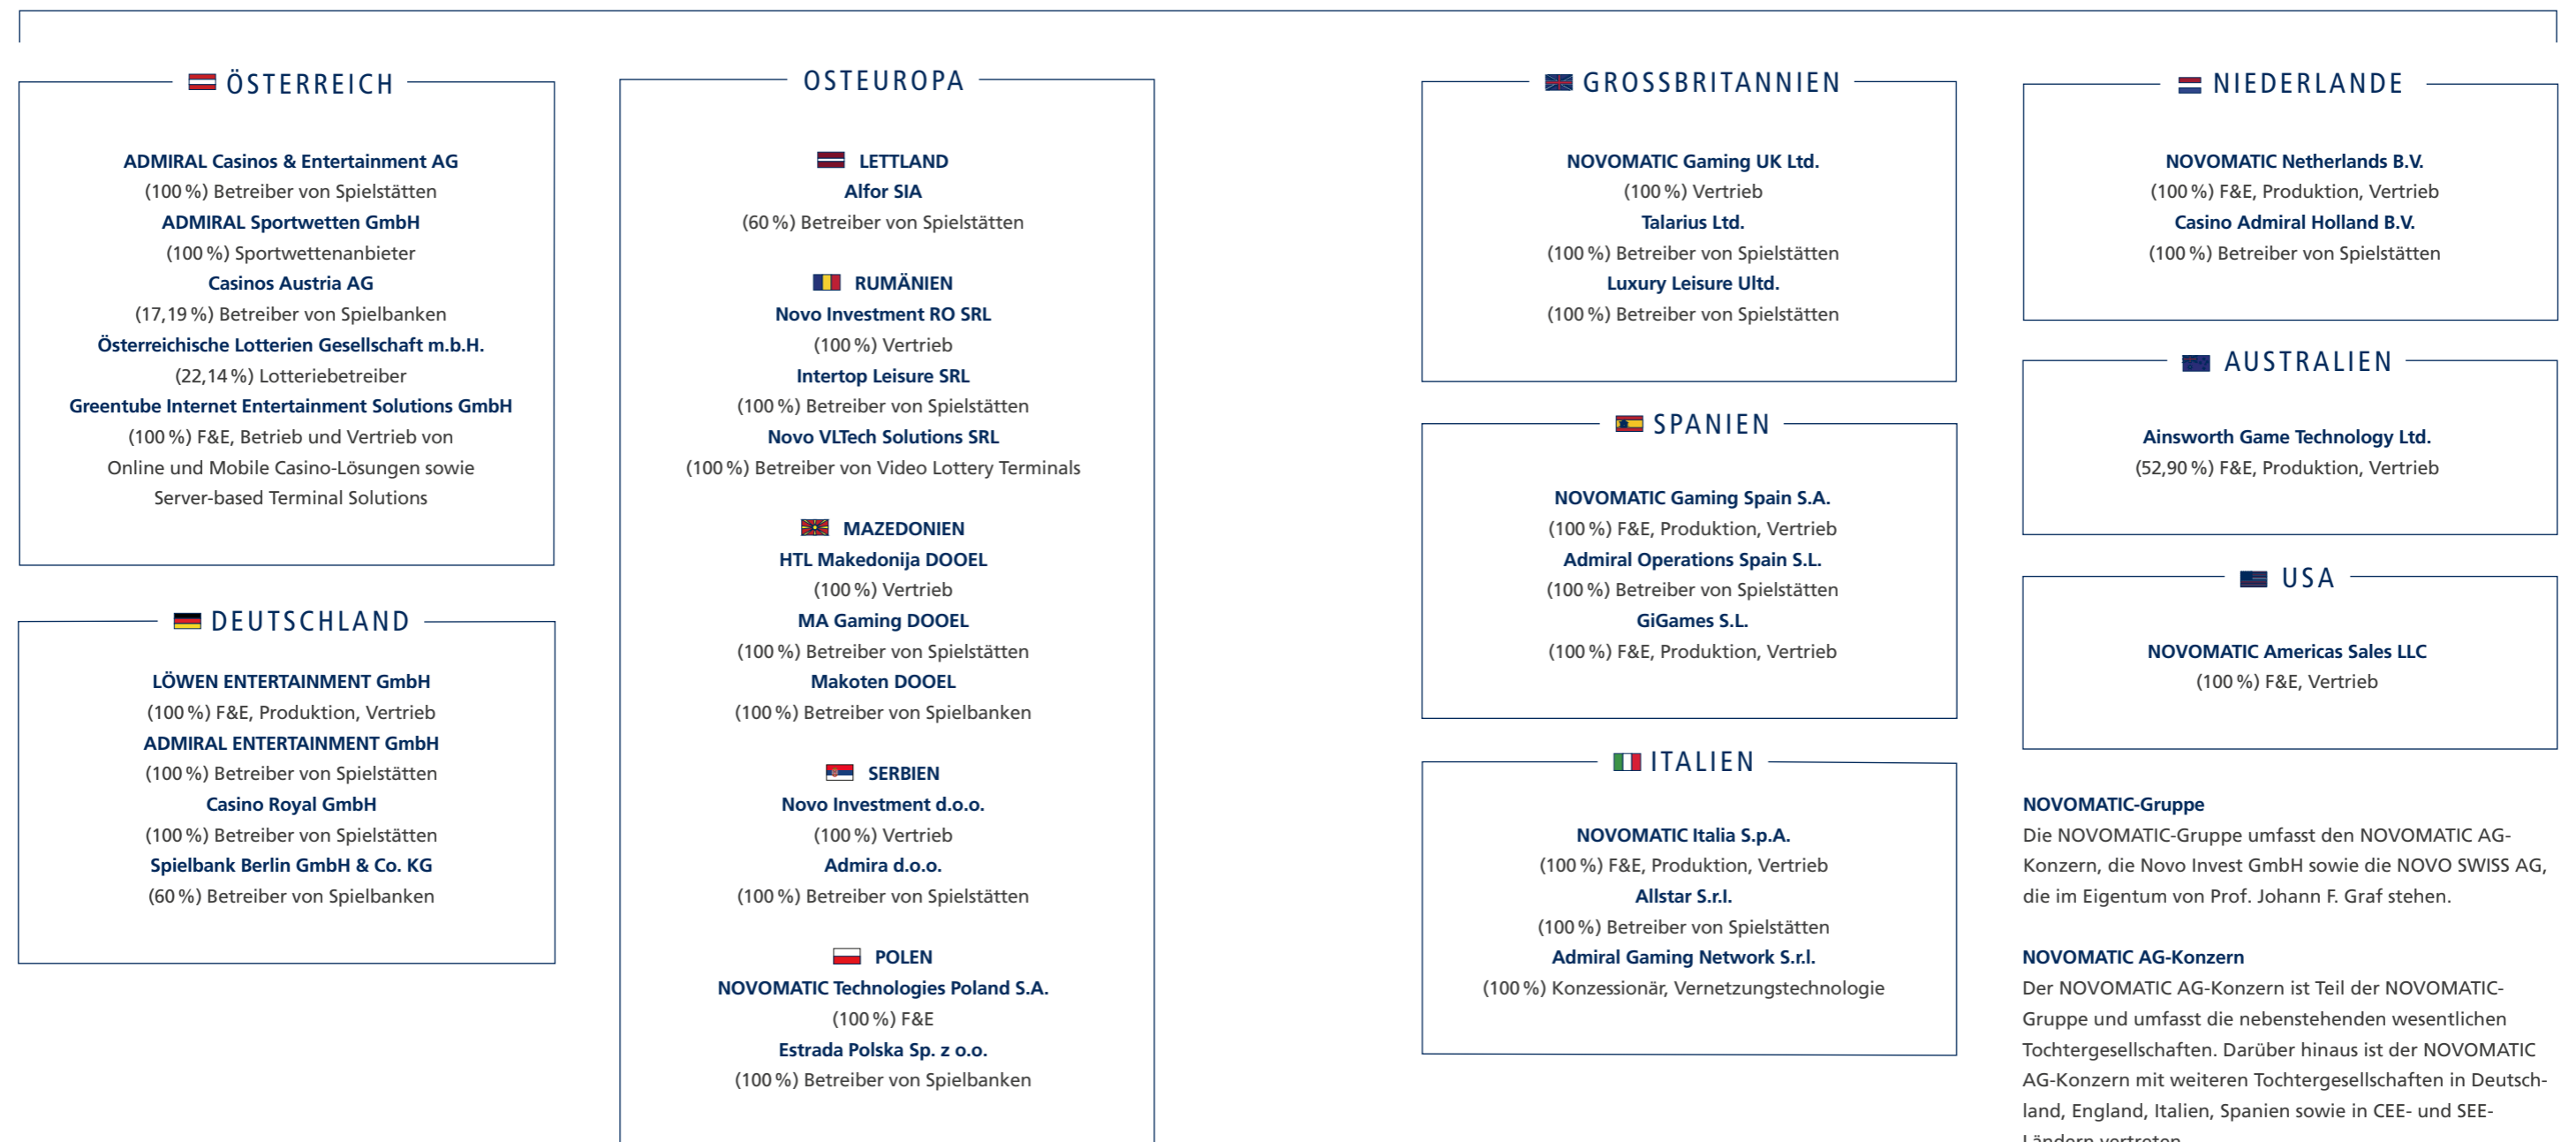 ÖSTERREICH
ADMIRAL Casinos & Entertainment AG
(100 %) Betreiber von Spielstätten
ADMIRAL Sportwetten GmbH
(100 %) Sportwettenanbieter
Casinos Austria AG
(17,19 %) Betreiber von Spielbanken
Österreichische Lotterien Gesellschaft m.b.H.
(22,14 %) Lotteriebetreiber
Greentube Internet Entertainment Solutions GmbH
(100 %) F&E, Betrieb und Vertrieb von
Online und Mobile Casino-Lösungen sowie
Server-based Terminal Solutions
DEUTSCHLAND
LÖWEN ENTERTAINMENT GmbH
(100 %) F&E, Produktion, Vertrieb
ADMIRAL ENTERTAINMENT GmbH
(100 %) Betreiber von Spielstätten
Casino Royal GmbH
(100 %) Betreiber von Spielstätten
Spielbank Berlin GmbH & Co. KG
(60 %) Betreiber von Spielbanken
OSTEUROPA
LETTLAND
Alfor SIA
(60 %) Betreiber von Spielstätten
RUMÄNIEN
Novo Investment RO SRL
(100 %) Vertrieb
Intertop Leisure SRL
(100 %) Betreiber von Spielstätten
Novo VLTech Solutions SRL
(100 %) Betreiber von Video Lottery Terminals
MAZEDONIEN
HTL Makedonija DOOEL
(100 %) Vertrieb
MA Gaming DOOEL
(100 %) Betreiber von Spielstätten
Makoten DOOEL
(100 %) Betreiber von Spielbanken
SERBIEN
Novo Investment d.o.o.
(100 %) Vertrieb
Admira d.o.o.
(100 %) Betreiber von Spielstätten
POLEN
NOVOMATIC Technologies Poland S.A.
(100 %) F&E
Estrada Polska Sp. z o.o.
(100 %) Betreiber von Spielbanken
GROSSBRITANNIEN
NOVOMATIC Gaming UK Ltd.
(100 %) Vertrieb
Talarius Ltd.
(100 %) Betreiber von Spielstätten
Luxury Leisure Ultd.
(100 %) Betreiber von Spielstätten
SPANIEN
NOVOMATIC Gaming Spain S.A.
(100 %) F&E, Produktion, Vertrieb
Admiral Operations Spain S.L.
(100 %) Betreiber von Spielstätten
GiGames S.L.
(100 %) F&E, Produktion, Vertrieb
ITALIEN
NOVOMATIC Italia S.p.A.
(100 %) F&E, Produktion, Vertrieb
Allstar S.r.l.
(100 %) Betreiber von Spielstätten
Admiral Gaming Network S.r.l.
(100 %) Konzessionär, Vernetzungstechnologie
NIEDERLANDE
NOVOMATIC Netherlands B.V.
(100 %) F&E, Produktion, Vertrieb
Casino Admiral Holland B.V.
(100 %) Betreiber von Spielstätten
AUSTRALIEN
Ainsworth Game Technology Ltd.
(52,90 %) F&E, Produktion, Vertrieb
USA
NOVOMATIC Americas Sales LLC
(100 %) F&E, Vertrieb
NOVOMATIC-Gruppe
Die NOVOMATIC-Gruppe umfasst den NOVOMATIC AG-
Konzern, die Novo Invest GmbH sowie die NOVO SWISS AG,
die im Eigentum von Prof. Johann F. Graf stehen.
NOVOMATIC AG-Konzern
Der NOVOMATIC AG-Konzern ist Teil der NOVOMATIC-
Gruppe und umfasst die nebenstehenden wesentlichen
Tochtergesellschaften. Darüber hinaus ist der NOVOMATIC
AG-Konzern mit weiteren Tochtergesellschaften in Deutsch-
land, England, Italien, Spanien sowie in CEE- und SEE-
Ländern vertreten